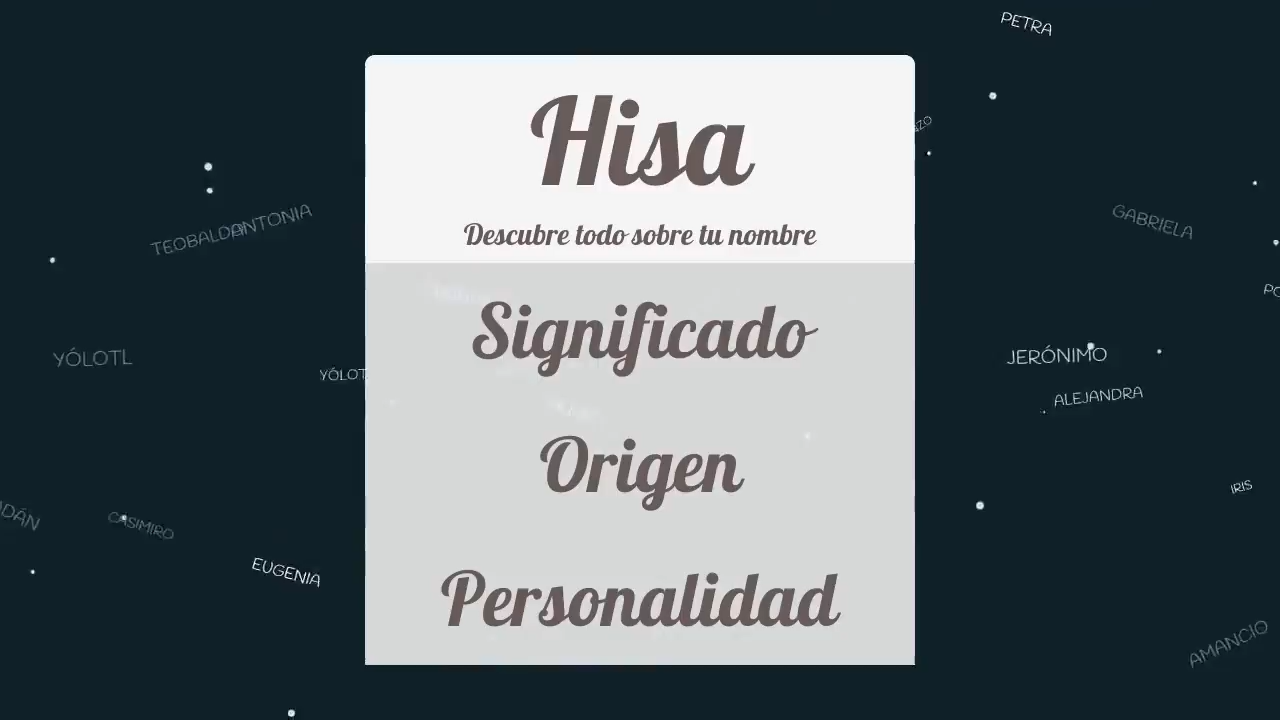 PETRA
Hisa
TEOBALDO
ANTONIA
GABRIELA
Descubre todo sobre tu nombre
Significado
YÓLOTL
JERÓNIMO
ALEJANDRA
Origen
IRIS
CASIMIRO
EUGENIA
Personalidad
AMANCIO